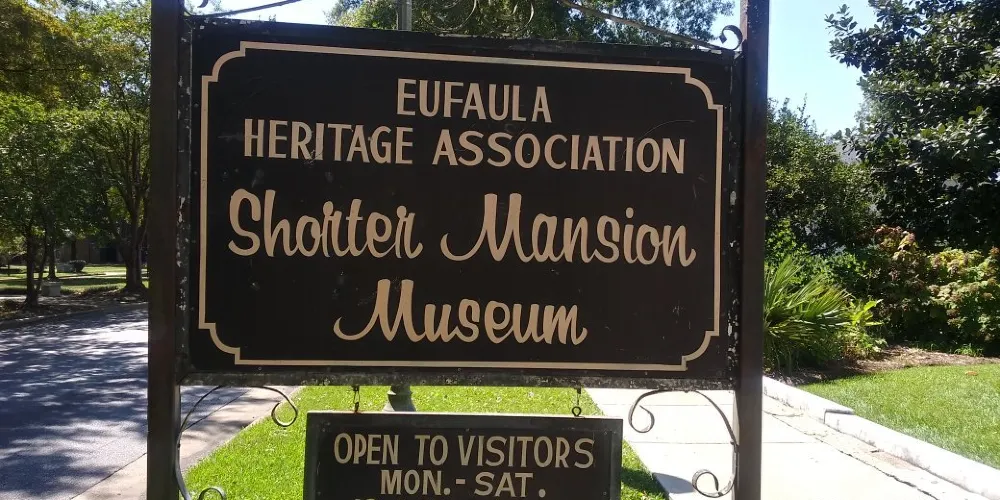 EUFAULA
HERITAGE ASSOCIATION
Shorter Mansion
Museum
OPEN TO VISITORS
MON.-SAT.